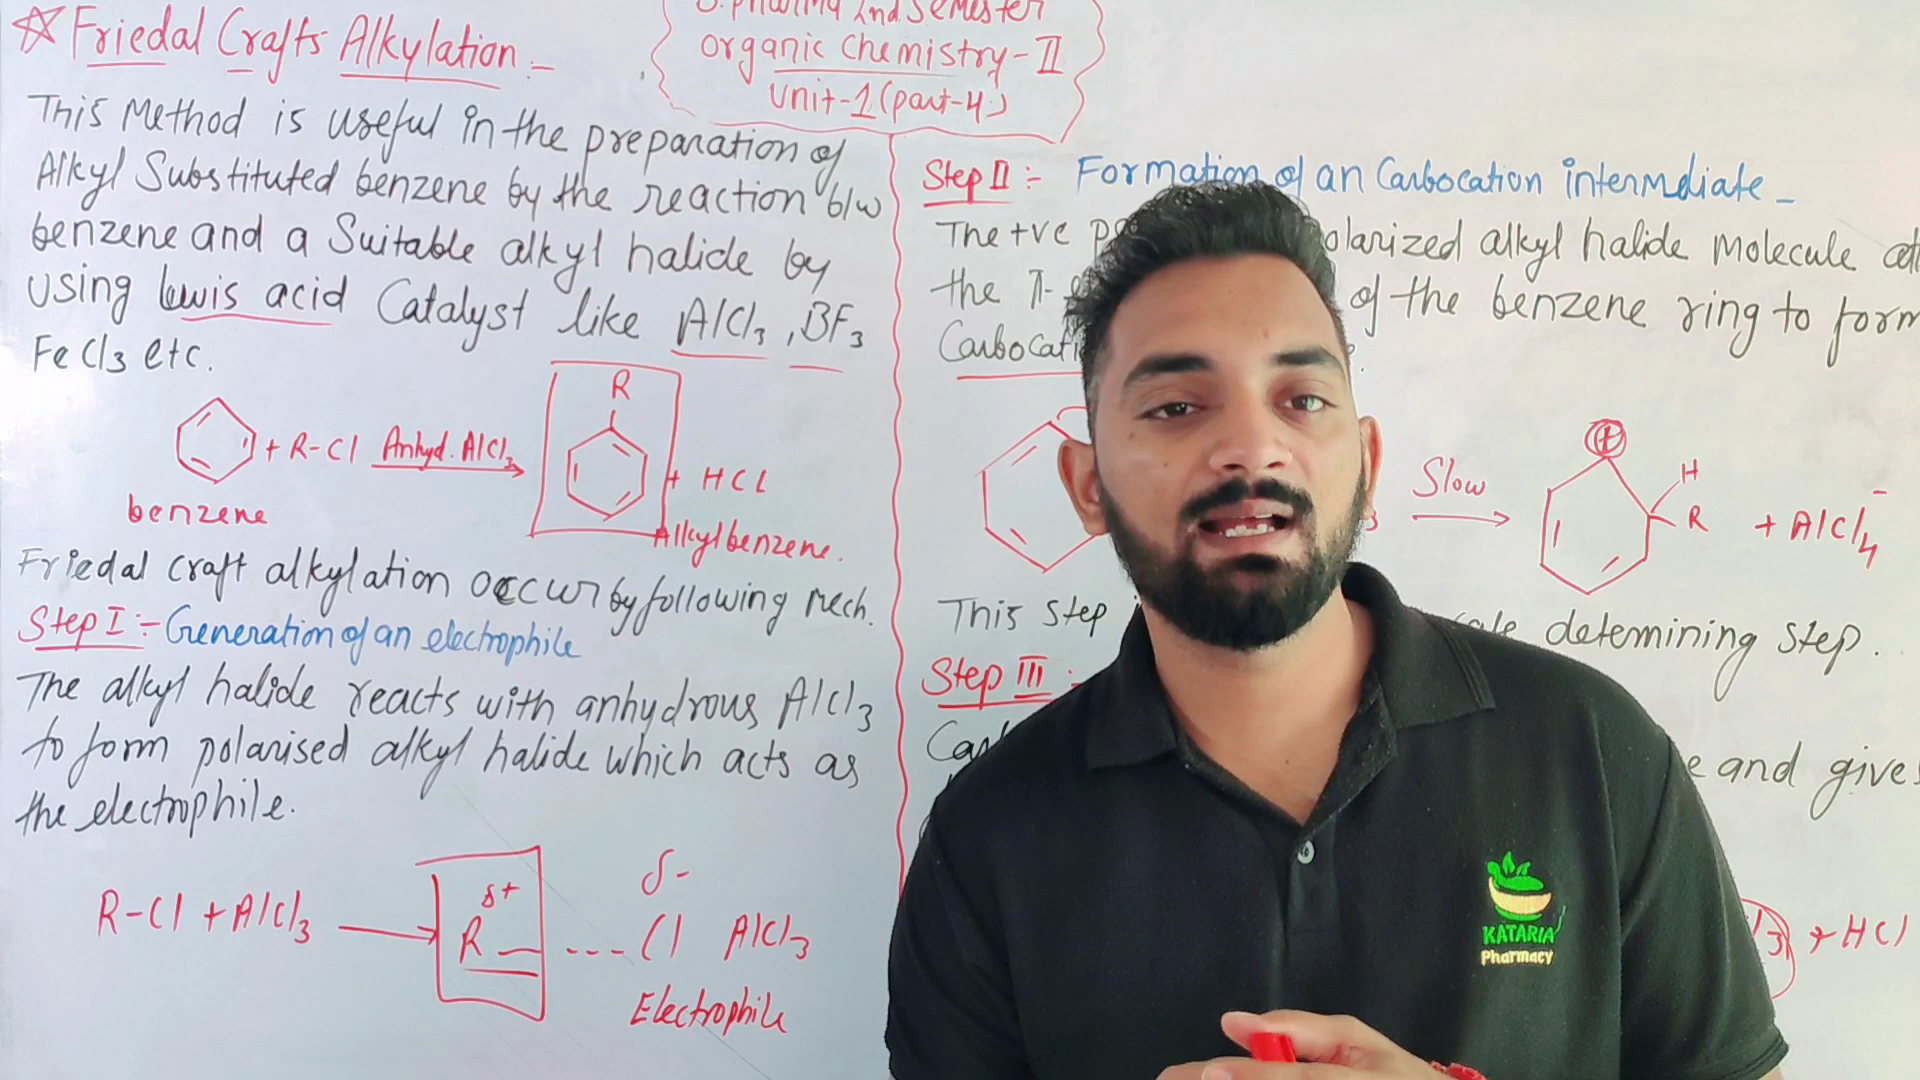 Friedal Crafts Alkylation :-
B. Pharma 2nd Semester
Organic Chemistry-II
Unit-1 (part-4)
This Method is useful in the preparation of
Alkyl Substituted benzene by the reaction b/w
benzene and a Suitable alkyl halide by
using lewis acid Catalyst like AlCl3, BF3
FeCl3 etc.
+ R-Cl Anhyd. AlCl3
R
+ HCl
benzene
Alkylbenzene.
Friedal craft alkylation occur by following mech.
Step I :- Generation of an electrophile
The alkyl halide reacts with anhydrous AlCl3
to form polarised alkyl halide which acts as
the electrophile.
R-Cl + AlCl3
δ+
R
δ-
Cl AlCl3
Electrophile
Step II :- Formation of an Carbocation intermediate -
The +ve olarized alkyl halide Molecule
the π- of the benzene ring to form
Carbocati
Slow
+
H
R
+ AlCl4-
This Step determining Step.
Step III :-
e and gives
3 + HCl
KATARIA
Pharmacy